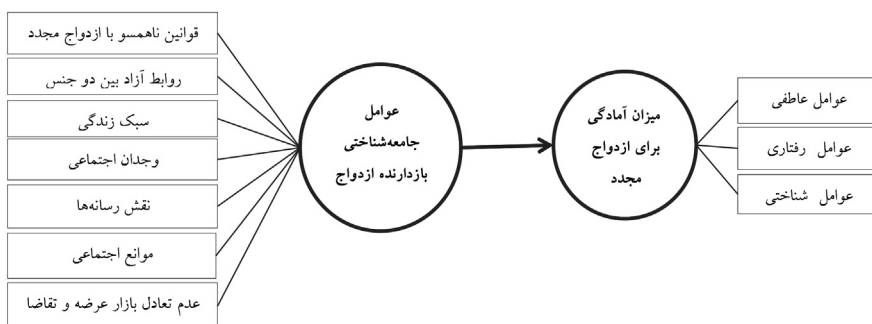 قوانین ناهمسو با ازدواج مجدد
روابط آزاد بین دو جنس
سبک زندگی
وجدان اجتماعی
نقش رسانه‌ها
موانع اجتماعی
عدم تعادل بازار عرضه و تقاضا
عوامل
جامعه‌شناختی
بازدارنده ازدواج
میزان آمادگی
برای ازدواج
مجدد
عوامل عاطفی
عوامل رفتاری
عوامل شناختی